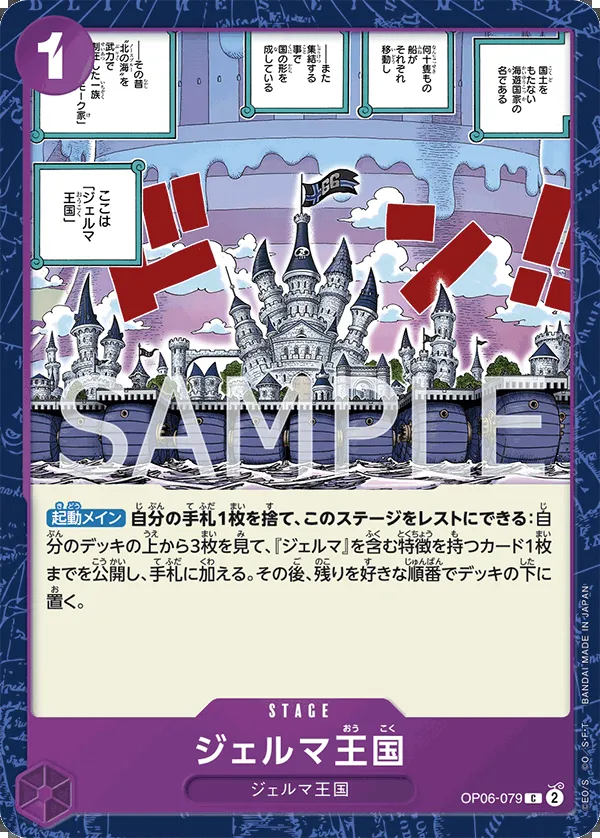 DELICATESSEN
1
国土を
もたない
海遊国家の
名である
何十隻もの
船が
それぞれ
移動し
――また
集結する
事で
国の形を
成している
――その昔
“北の海”を
武力で
制圧した一族
モーク家」
ここは
「ジェルマ
王国」
ドン!!
66
SAMPLE
起動メイン 自分の手札1枚を捨て、このステージをレストにできる：自
分のデッキの上から3枚を見て、『ジェルマ』を含む特徴を持つカード1枚
までを公開し、手札に加える。その後、残りを好きな順番でデッキの下に
置く。
STAGE
ジェルマ王国
ジェルマ王国
OP06-079 C 2
©E.O./S. ©O./S.・F.T. BANDAI MADE IN JAPAN